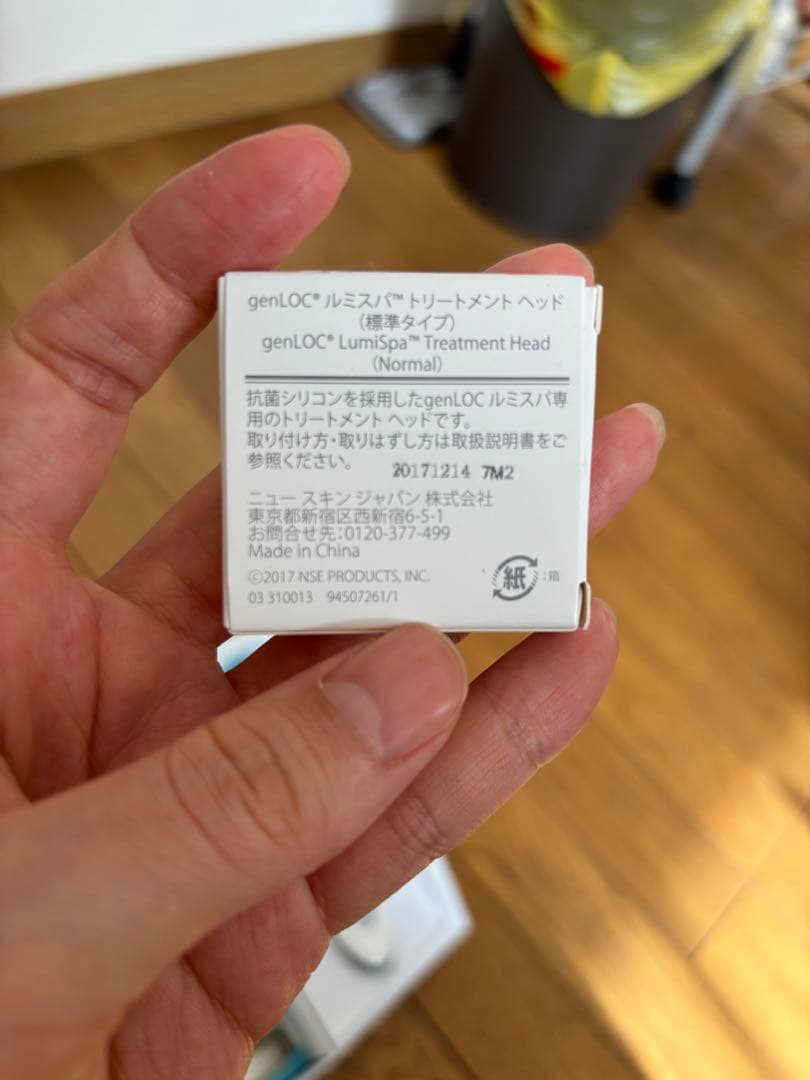 genLOC® ルミスパ™ トリートメント ヘッド
（標準タイプ）
genLOC® LumiSpa™ Treatment Head
（Normal）
抗菌シリコンを採用したgenLOC ルミスパ専
用のトリートメント ヘッドです。
取り付け方・取りはずし方は取扱説明書をご
参照ください。
20171214 7M2
ニュー スキン ジャパン 株式会社
東京都新宿区西新宿6-5-1
お問合せ先：0120-377-499
Made in China
©2017 NSE PRODUCTS, INC.
紙 ：箱
03 310013 94507261/1